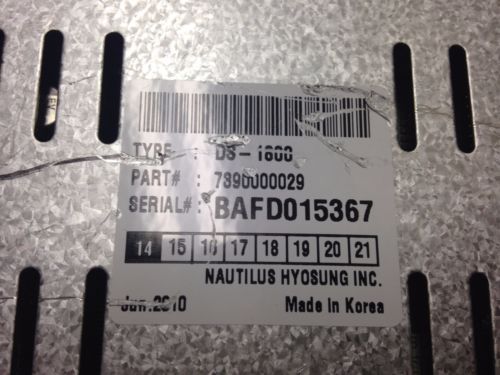 TYPE : DS-1600
PART# : 7390000029
SERIAL# : BAFD015367
14 15 16 17 18 19 20 21
NAUTILUS HYOSUNG INC.
Jun.2010 Made in Korea